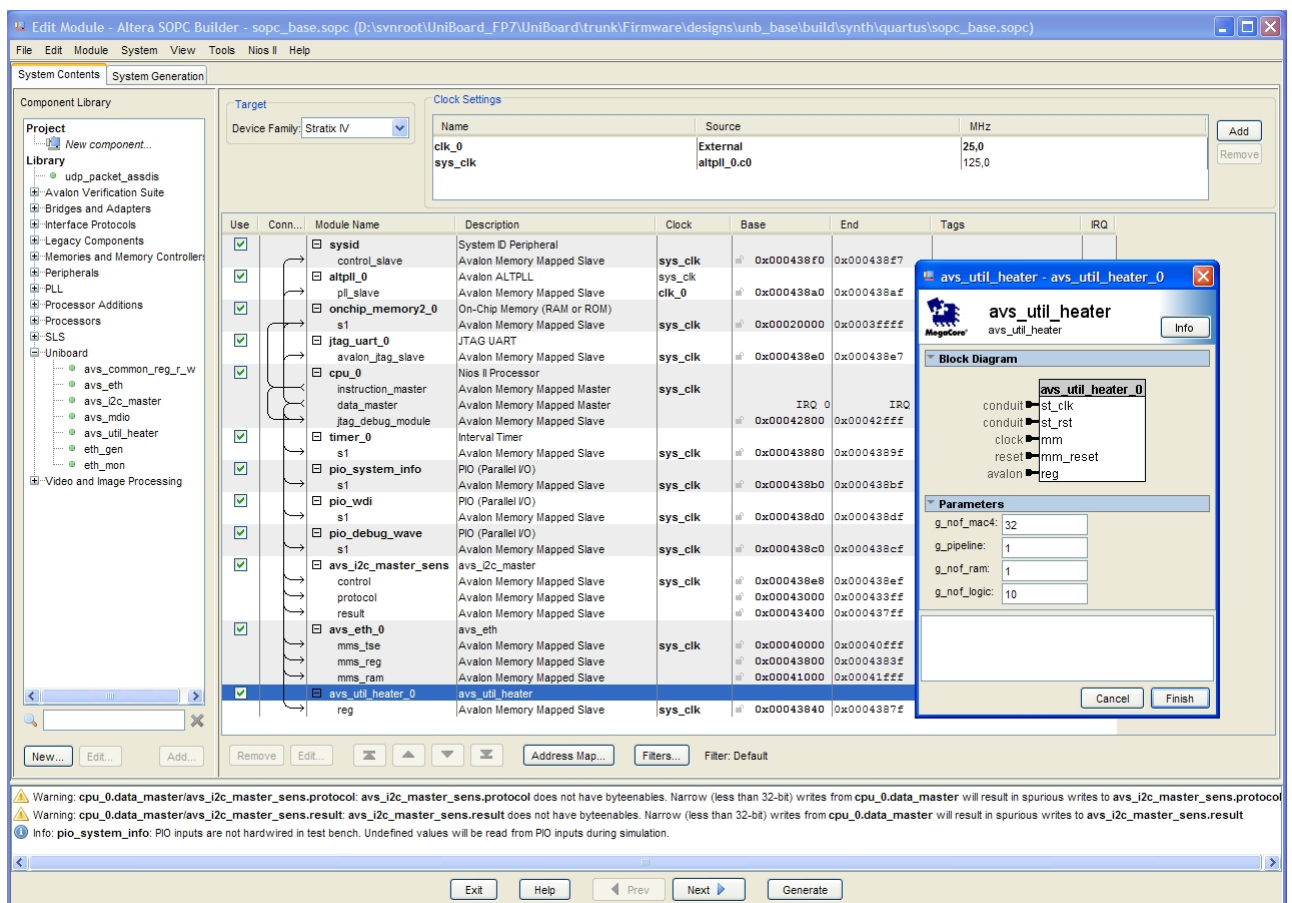 Edit Module - Altera SOPC Builder - sopc_base.sopc (D:\svnroot\UniBoard_FP7\UniBoard\trunk\Firmware\designs\unb_base\build\synth\quartus\sopc_base.sopc)
File Edit Module System View Tools Nios II Help
System Contents System Generation
Component Library
Project
New component...
Library
udp_packet_assdis
Avalon Verification Suite
Bridges and Adapters
Interface Protocols
Legacy Components
Memories and Memory Controllers
Peripherals
PLL
Processor Additions
Processors
SLS
Uniboard
avs_common_reg_r_w
avs_eth
avs_i2c_master
avs_mdio
avs_util_heater
eth_gen
eth_mon
Video and Image Processing
New... Edit... Add...
Target
Device Family: Stratix IV
Clock Settings
Name Source MHz
clk_0 External 25,0
sys_clk altpll_0.c0 125,0
Add
Remove
Use Conn... Module Name Description Clock Base End Tags IRQ
sysid System ID Peripheral
control_slave Avalon Memory Mapped Slave sys_clk 0x000438f0 0x000438f7
altpll_0 Avalon ALTPLL sys_clk
pll_slave Avalon Memory Mapped Slave clk_0 0x000438a0 0x000438af
onchip_memory2_0 On-Chip Memory (RAM or ROM)
s1 Avalon Memory Mapped Slave sys_clk 0x00020000 0x0003ffff
jtag_uart_0 JTAG UART
avalon_jtag_slave Avalon Memory Mapped Slave sys_clk 0x000438e0 0x000438e7
cpu_0 Nios II Processor
instruction_master Avalon Memory Mapped Master sys_clk
data_master Avalon Memory Mapped Master IRQ 0 IRQ
jtag_debug_module Avalon Memory Mapped Slave 0x00042800 0x00042fff
timer_0 Interval Timer
s1 Avalon Memory Mapped Slave sys_clk 0x00043880 0x0004389f
pio_system_info PIO (Parallel I/O)
s1 Avalon Memory Mapped Slave sys_clk 0x000438b0 0x000438bf
pio_wdi PIO (Parallel I/O)
s1 Avalon Memory Mapped Slave sys_clk 0x000438d0 0x000438df
pio_debug_wave PIO (Parallel I/O)
s1 Avalon Memory Mapped Slave sys_clk 0x000438c0 0x000438cf
avs_i2c_master_sens avs_i2c_master
control Avalon Memory Mapped Slave sys_clk 0x000438e8 0x000438ef
protocol Avalon Memory Mapped Slave 0x00043000 0x000433ff
result Avalon Memory Mapped Slave 0x00043400 0x000437ff
avs_eth_0 avs_eth
mms_tse Avalon Memory Mapped Slave sys_clk 0x00040000 0x00040fff
mms_reg Avalon Memory Mapped Slave 0x00043800 0x0004383f
mms_ram Avalon Memory Mapped Slave 0x00041000 0x00041fff
avs_util_heater_0 avs_util_heater
reg Avalon Memory Mapped Slave sys_clk 0x00043840 0x0004387f
Remove Edit... Address Map... Filters... Filter: Default
avs_util_heater - avs_util_heater_0
MegaCore
avs_util_heater
avs_util_heater
Info
Block Diagram
avs_util_heater_0
conduit st_clk
conduit st_rst
clock mm
reset mm_reset
avalon reg
Parameters
g_nof_mac4: 32
g_pipeline: 1
g_nof_ram: 1
g_nof_logic: 10
Cancel Finish
Warning: cpu_0.data_master/avs_i2c_master_sens.protocol: avs_i2c_master_sens.protocol does not have byteenables. Narrow (less than 32-bit) writes from cpu_0.data_master will result in spurious writes to avs_i2c_master_sens.protocol
Warning: cpu_0.data_master/avs_i2c_master_sens.result: avs_i2c_master_sens.result does not have byteenables. Narrow (less than 32-bit) writes from cpu_0.data_master will result in spurious writes to avs_i2c_master_sens.result
Info: pio_system_info: PIO inputs are not hardwired in test bench. Undefined values will be read from PIO inputs during simulation.
Exit Help Prev Next Generate